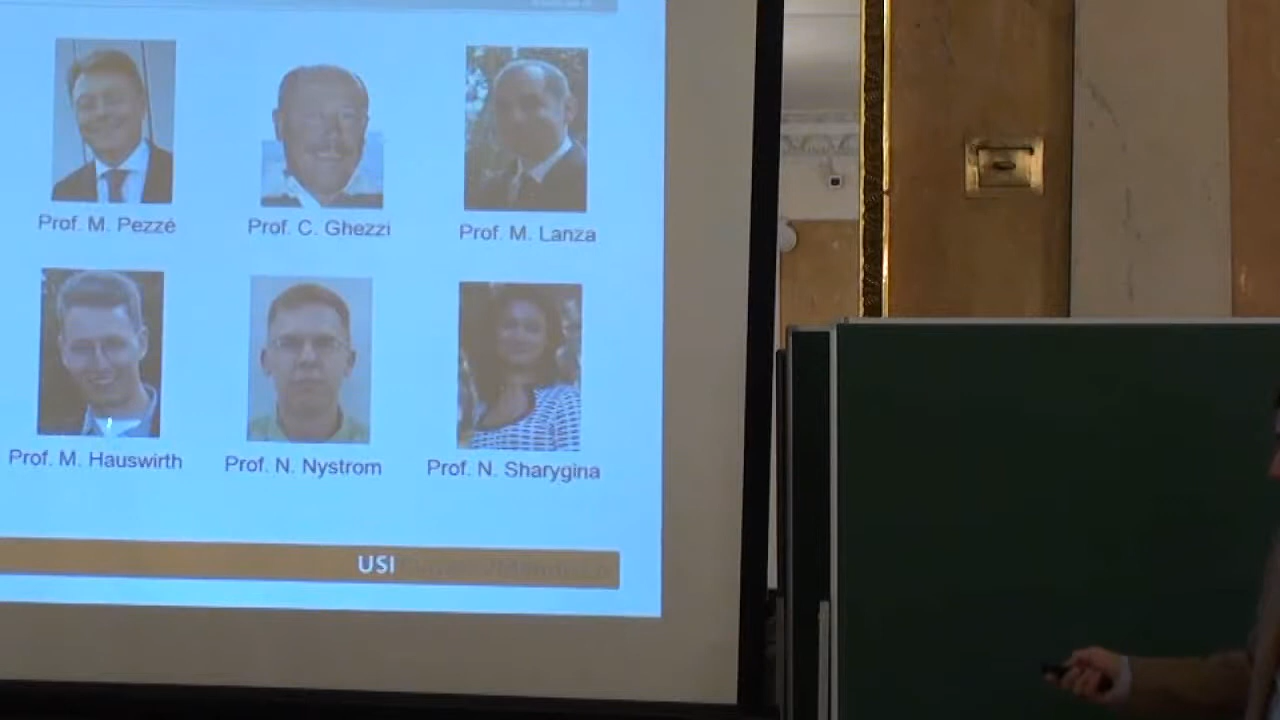 Prof. M. Pezzé
Prof. C. Ghezzi
Prof. M. Lanza
Prof. M. Hauswirth
Prof. N. Nystrom
Prof. N. Sharygina
USI